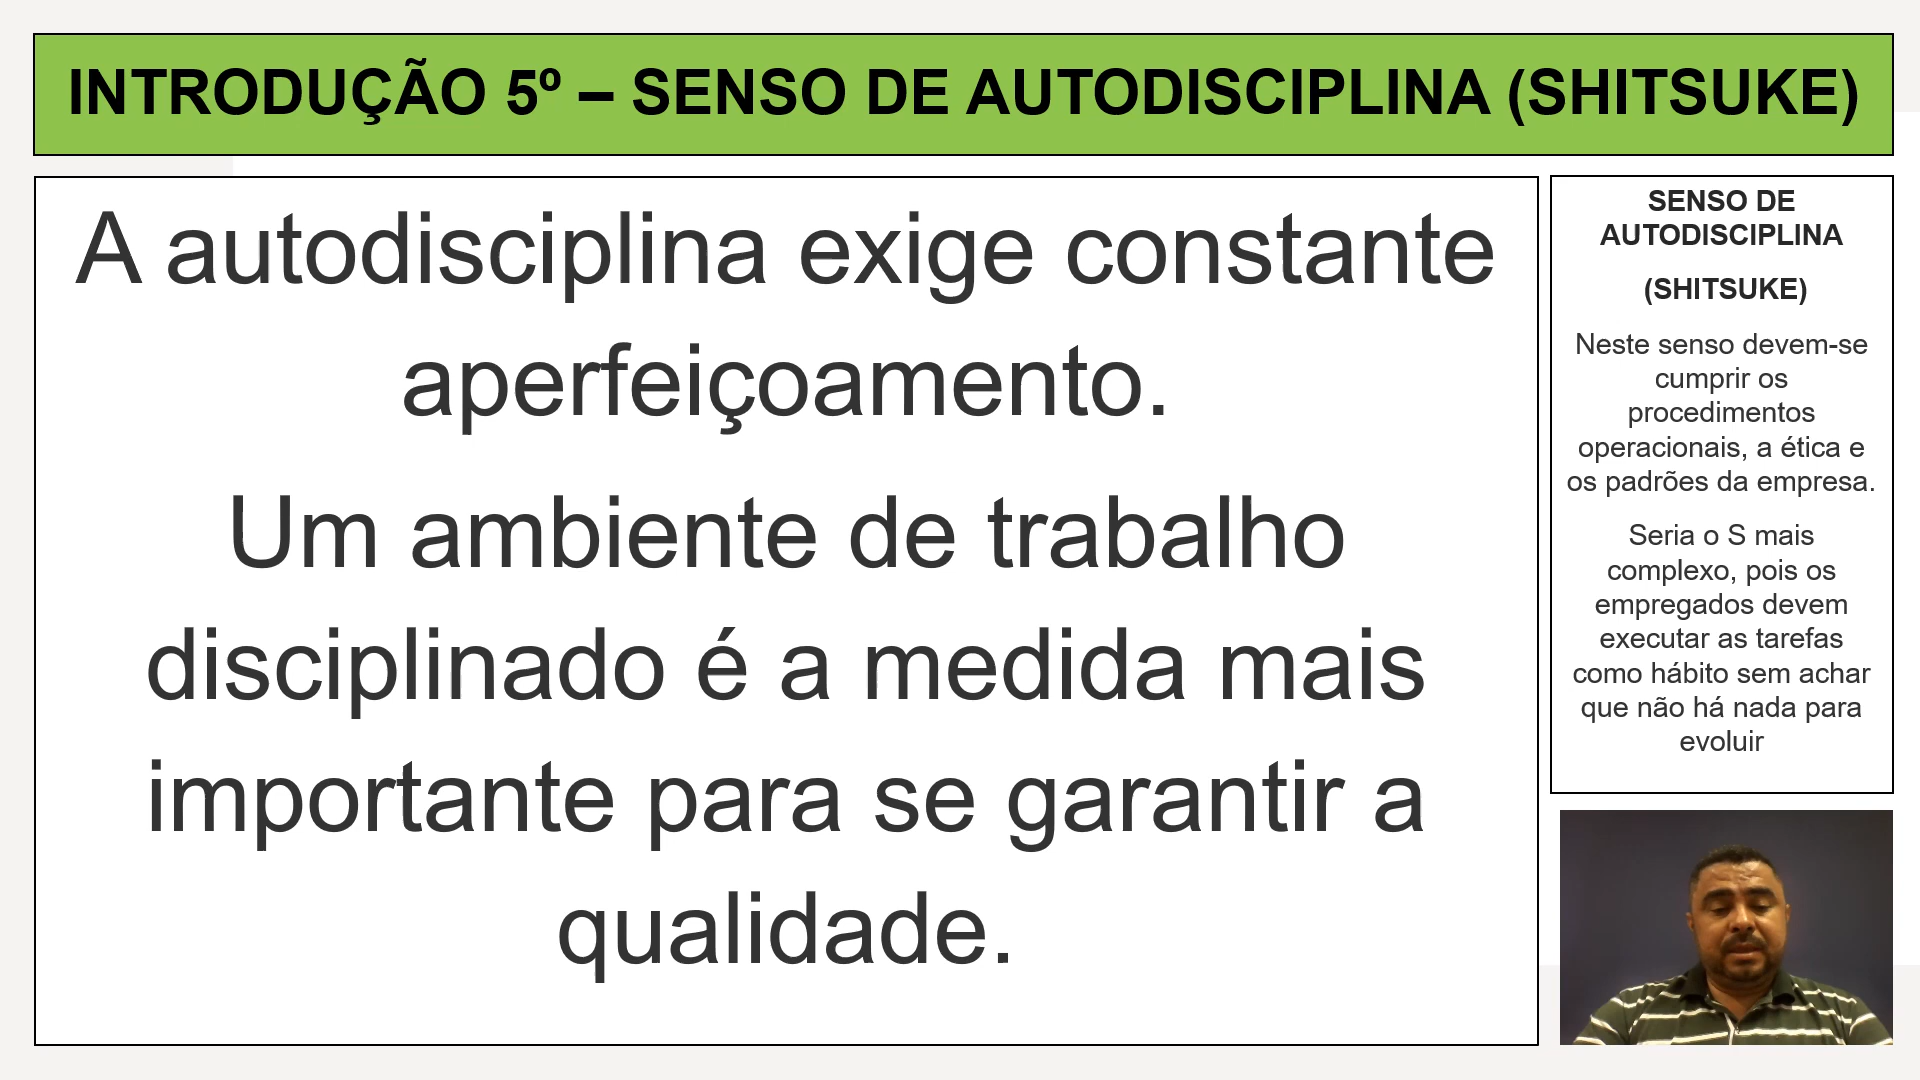 INTRODUÇÃO 5º – SENSO DE AUTODISCIPLINA (SHITSUKE)
A autodisciplina exige constante
aperfeiçoamento.
Um ambiente de trabalho
disciplinado é a medida mais
importante para se garantir a
qualidade.
SENSO DE
AUTODISCIPLINA
(SHITSUKE)
Neste senso devem-se
cumprir os
procedimentos
operacionais, a ética e
os padrões da empresa.
Seria o S mais
complexo, pois os
empregados devem
executar as tarefas
como hábito sem achar
que não há nada para
evoluir